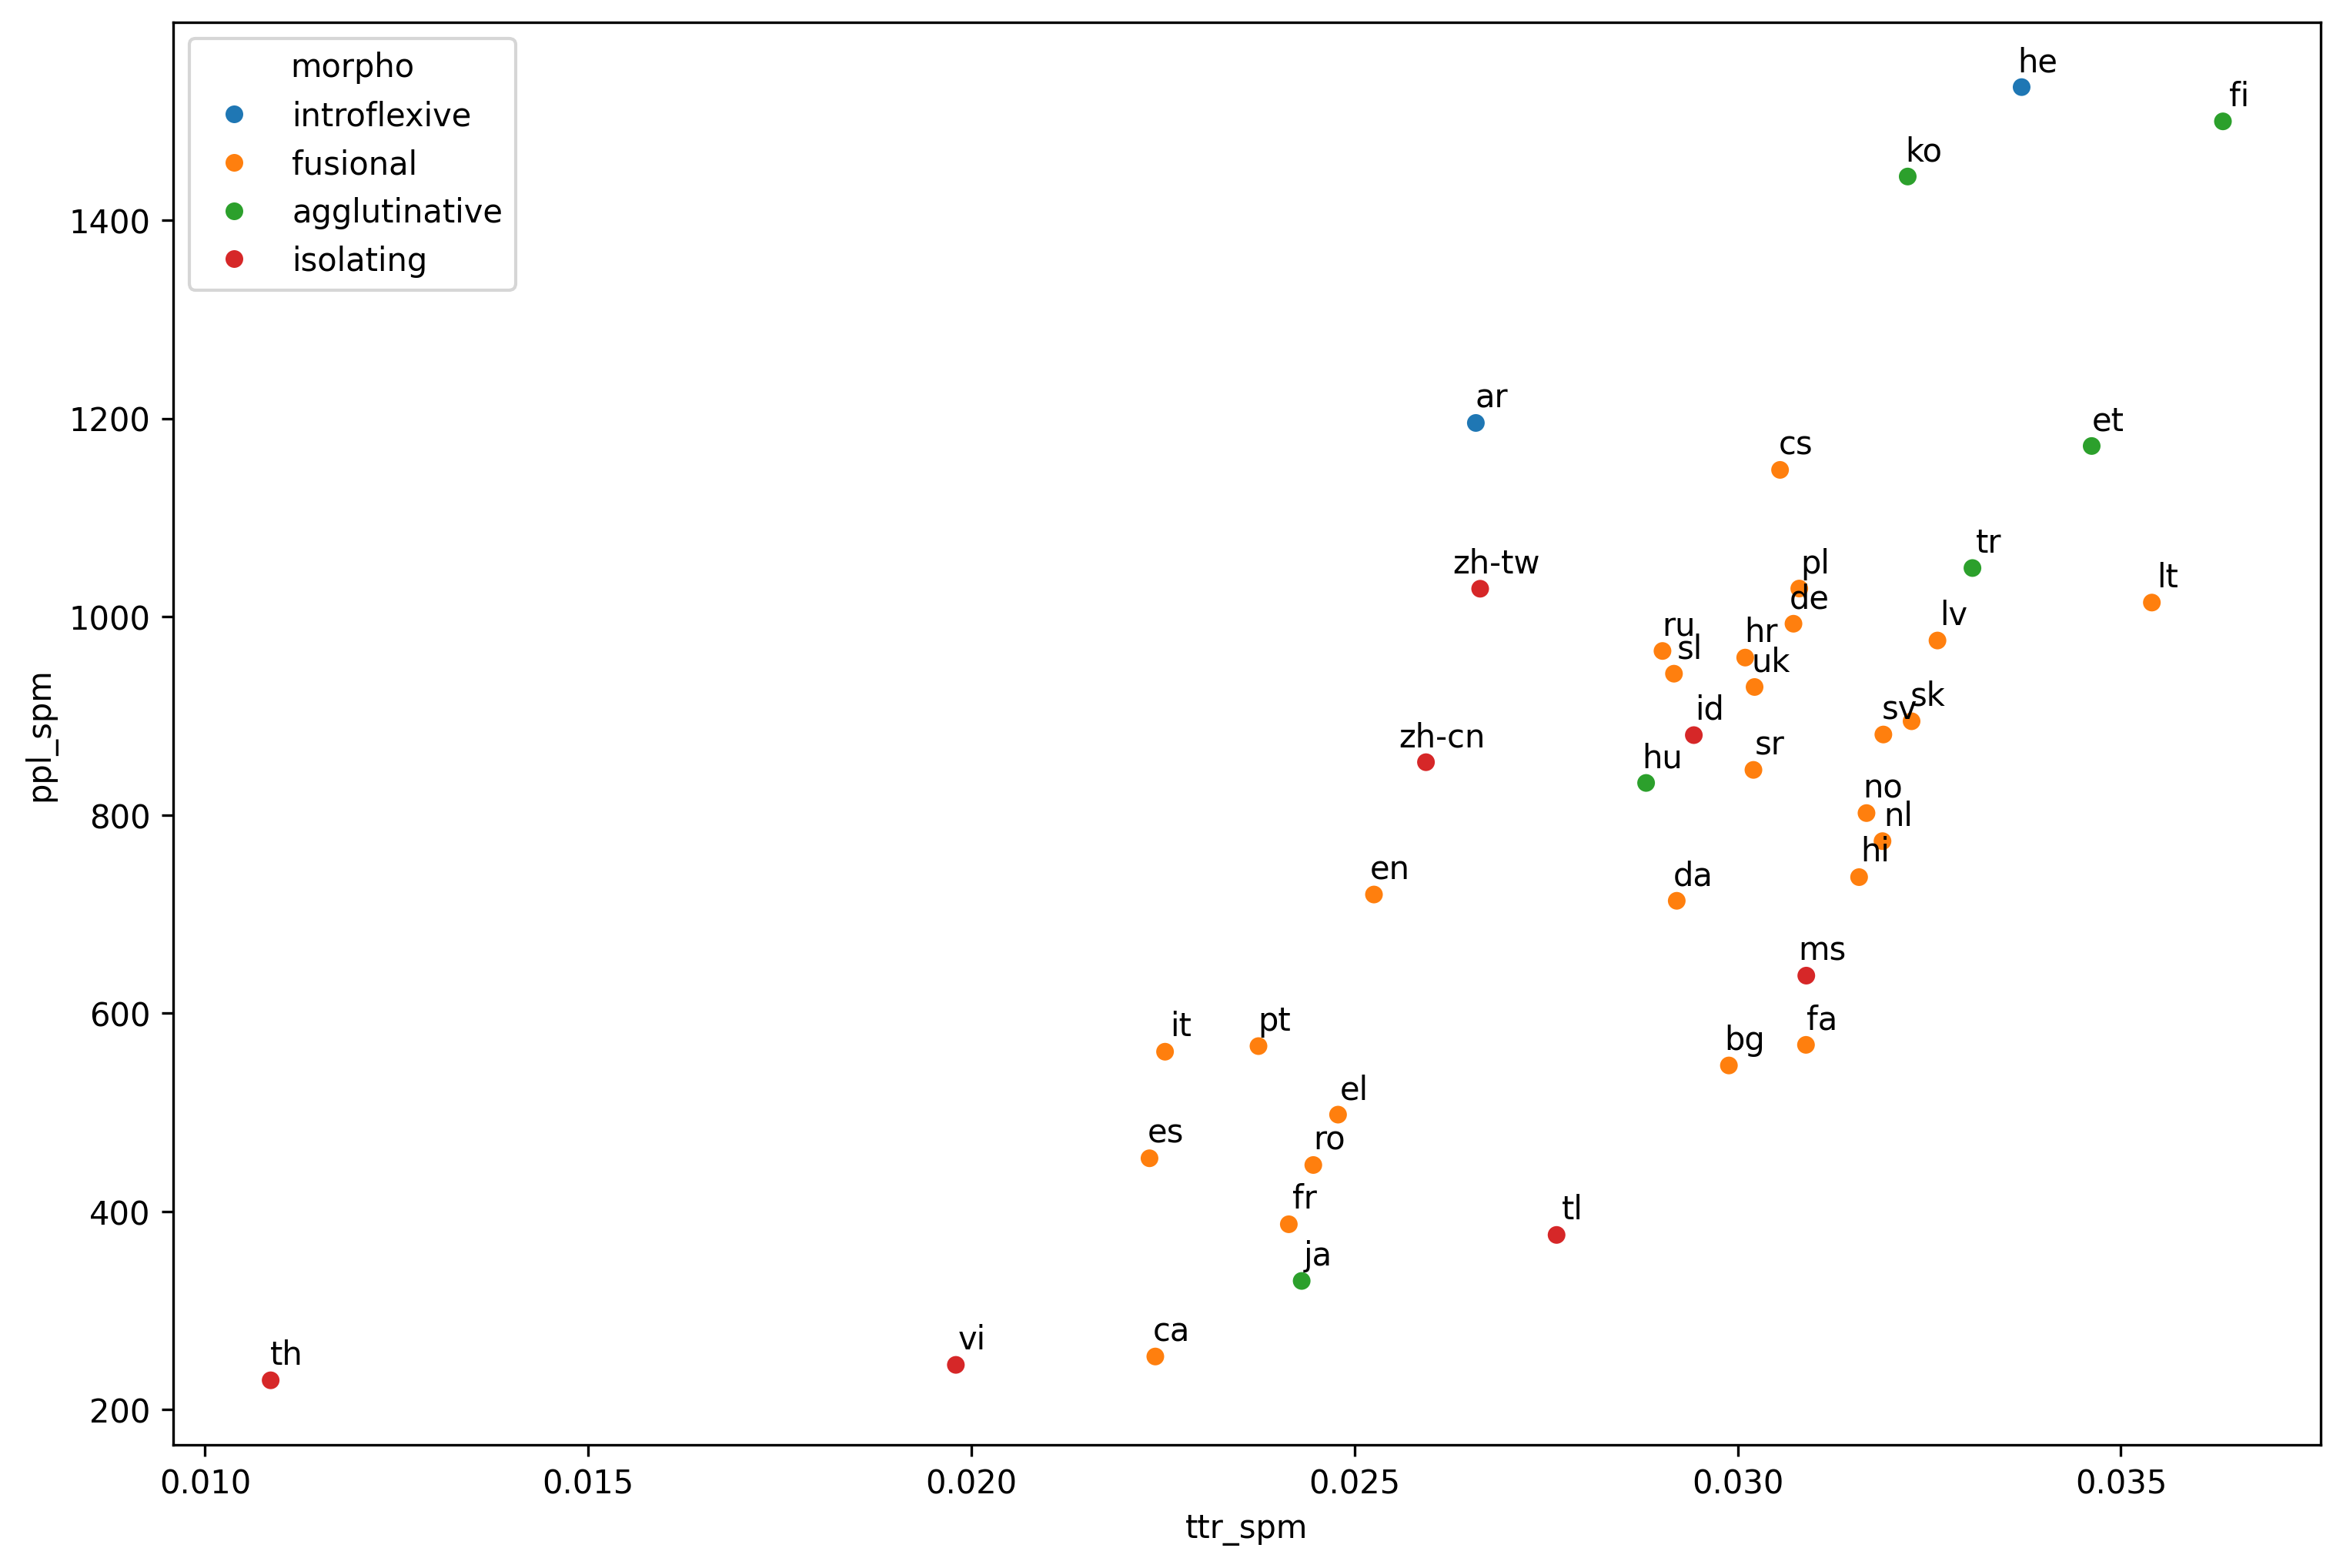 morpho
introflexive
fusional
agglutinative
isolating
he
fi
ko
ar
cs
et
zh-tw
pl
tr
de
lt
ru
hr
lv
sl
uk
id
sv
sk
zh-cn
hu
sr
no
nl
hi
en
da
ms
it
pt
fa
bg
el
es
ro
fr
tl
ja
th
vi
ca
1400
1200
1000
800
600
400
200
ppl_spm
0.010
0.015
0.020
0.025
0.030
0.035
ttr_spm